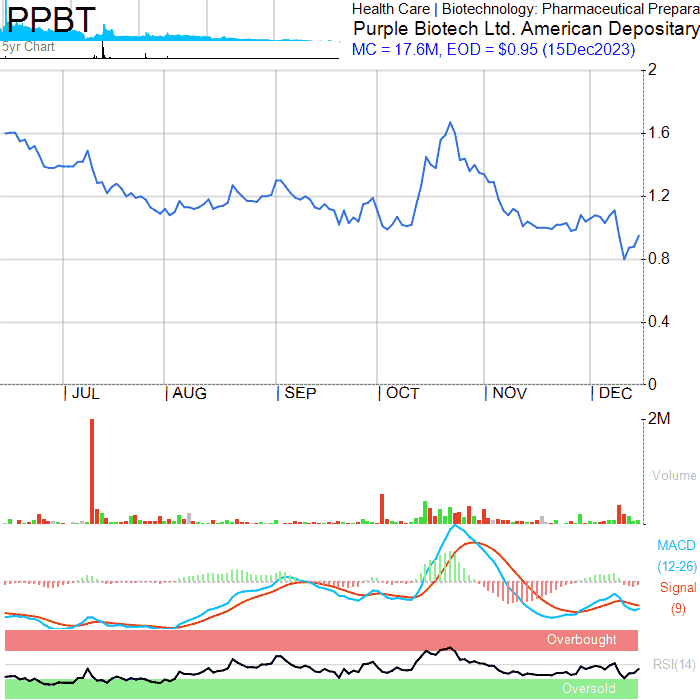 PPBT
5yr Chart
Health Care | Biotechnology: Pharmaceutical Prepara
Purple Biotech Ltd. American Depositary
MC = 17.6M, EOD = $0.95 (15Dec2023)
2
1.6
1.2
0.8
0.4
0
JUL AUG SEP OCT NOV DEC
2M
Volume
MACD
(12-26)
Signal
(9)
Overbought
RSI(14)
Oversold